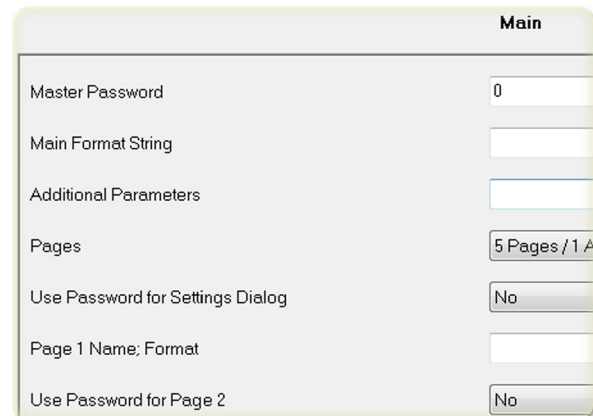 Main
Master Password 0
Main Format String
Additional Parameters
Pages 5 Pages / 1
Use Password for Settings Dialog No
Page 1 Name; Format
Use Password for Page 2 No